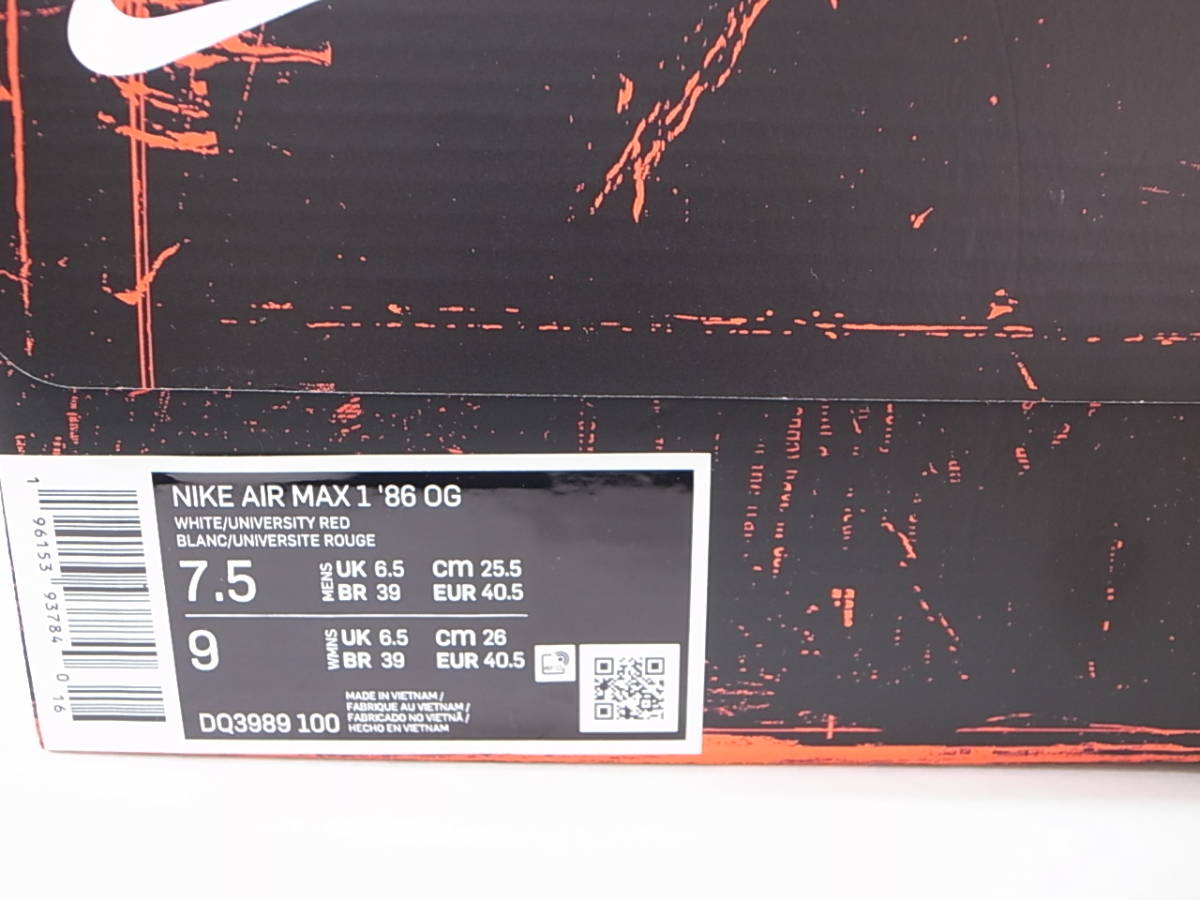 NIKE AIR MAX 1 '86 OG
WHITE/UNIVERSITY RED
BLANC/UNIVERSITE ROUGE
7.5 MENS UK 6.5 cm 25.5
BR 39 EUR 40.5
9 WMNS UK 6.5 cm 26
BR 39 EUR 40.5
DQ3989 100
MADE IN VIETNAM /
FABRIQUE AU VIETNAM /
FABRICADO NO VIETNÃ /
HECHO EN VIETNAM
1 96153 93784 0 16